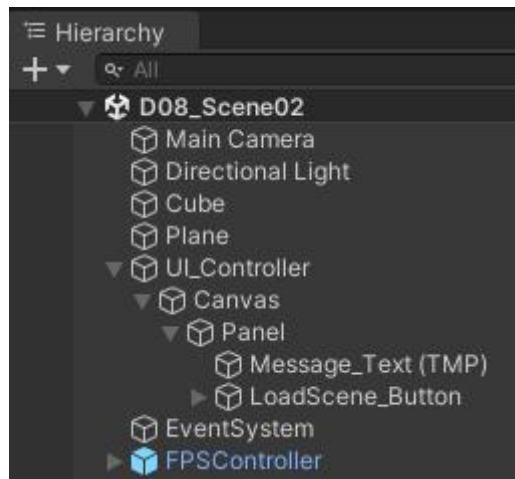 Hierarchy
All
D08_Scene02
Main Camera
Directional Light
Cube
Plane
UI_Controller
Canvas
Panel
Message_Text (TMP)
LoadScene_Button
EventSystem
FPSController